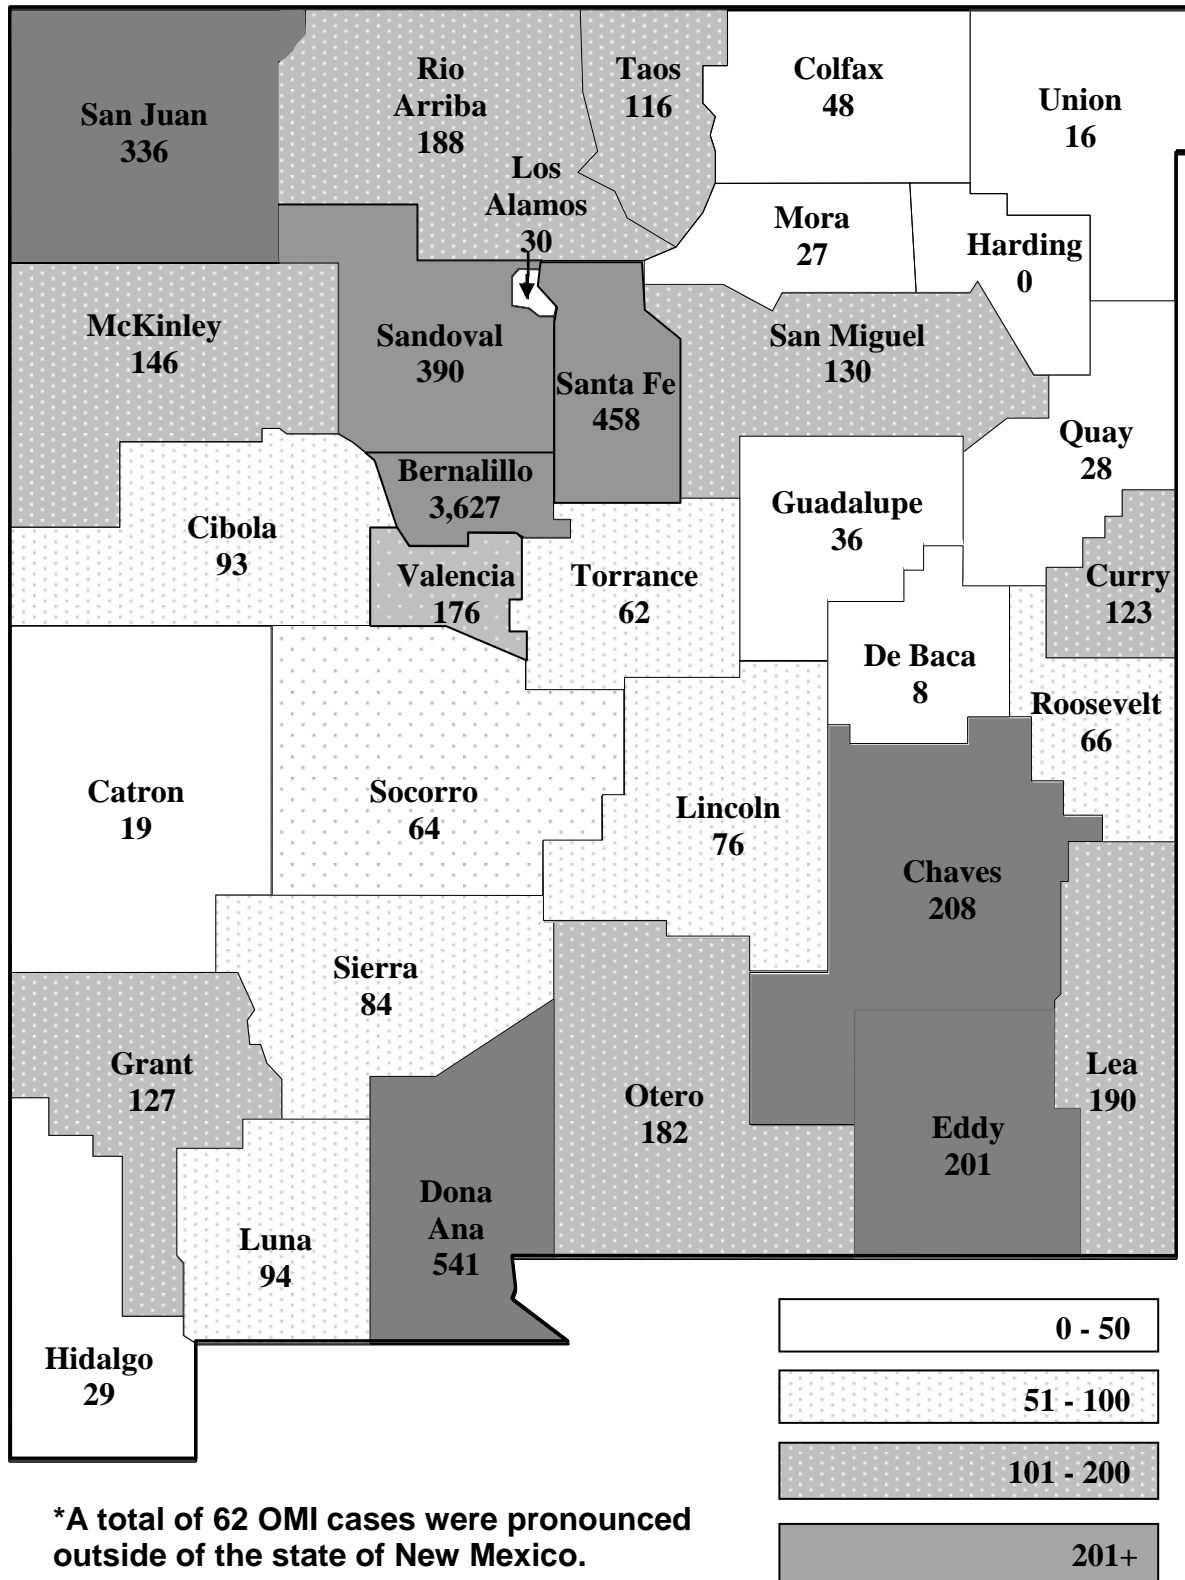 San Juan
336
Rio
Arriba
188
Taos
116
Colfax
48
Union
16
Los
Alamos
30
Mora
27
Harding
0
McKinley
146
Sandoval
390
Santa Fe
458
San Miguel
130
Quay
28
Bernalillo
3,627
Cibola
93
Guadalupe
36
Valencia
176
Torrance
62
Curry
123
De Baca
8
Roosevelt
66
Catron
19
Socorro
64
Lincoln
76
Chaves
208
Sierra
84
Grant
127
Otero
182
Lea
190
Eddy
201
Dona
Ana
541
Luna
94
Hidalgo
29
0 - 50
51 - 100
101 - 200
201+
*A total of 62 OMI cases were pronounced
outside of the state of New Mexico.